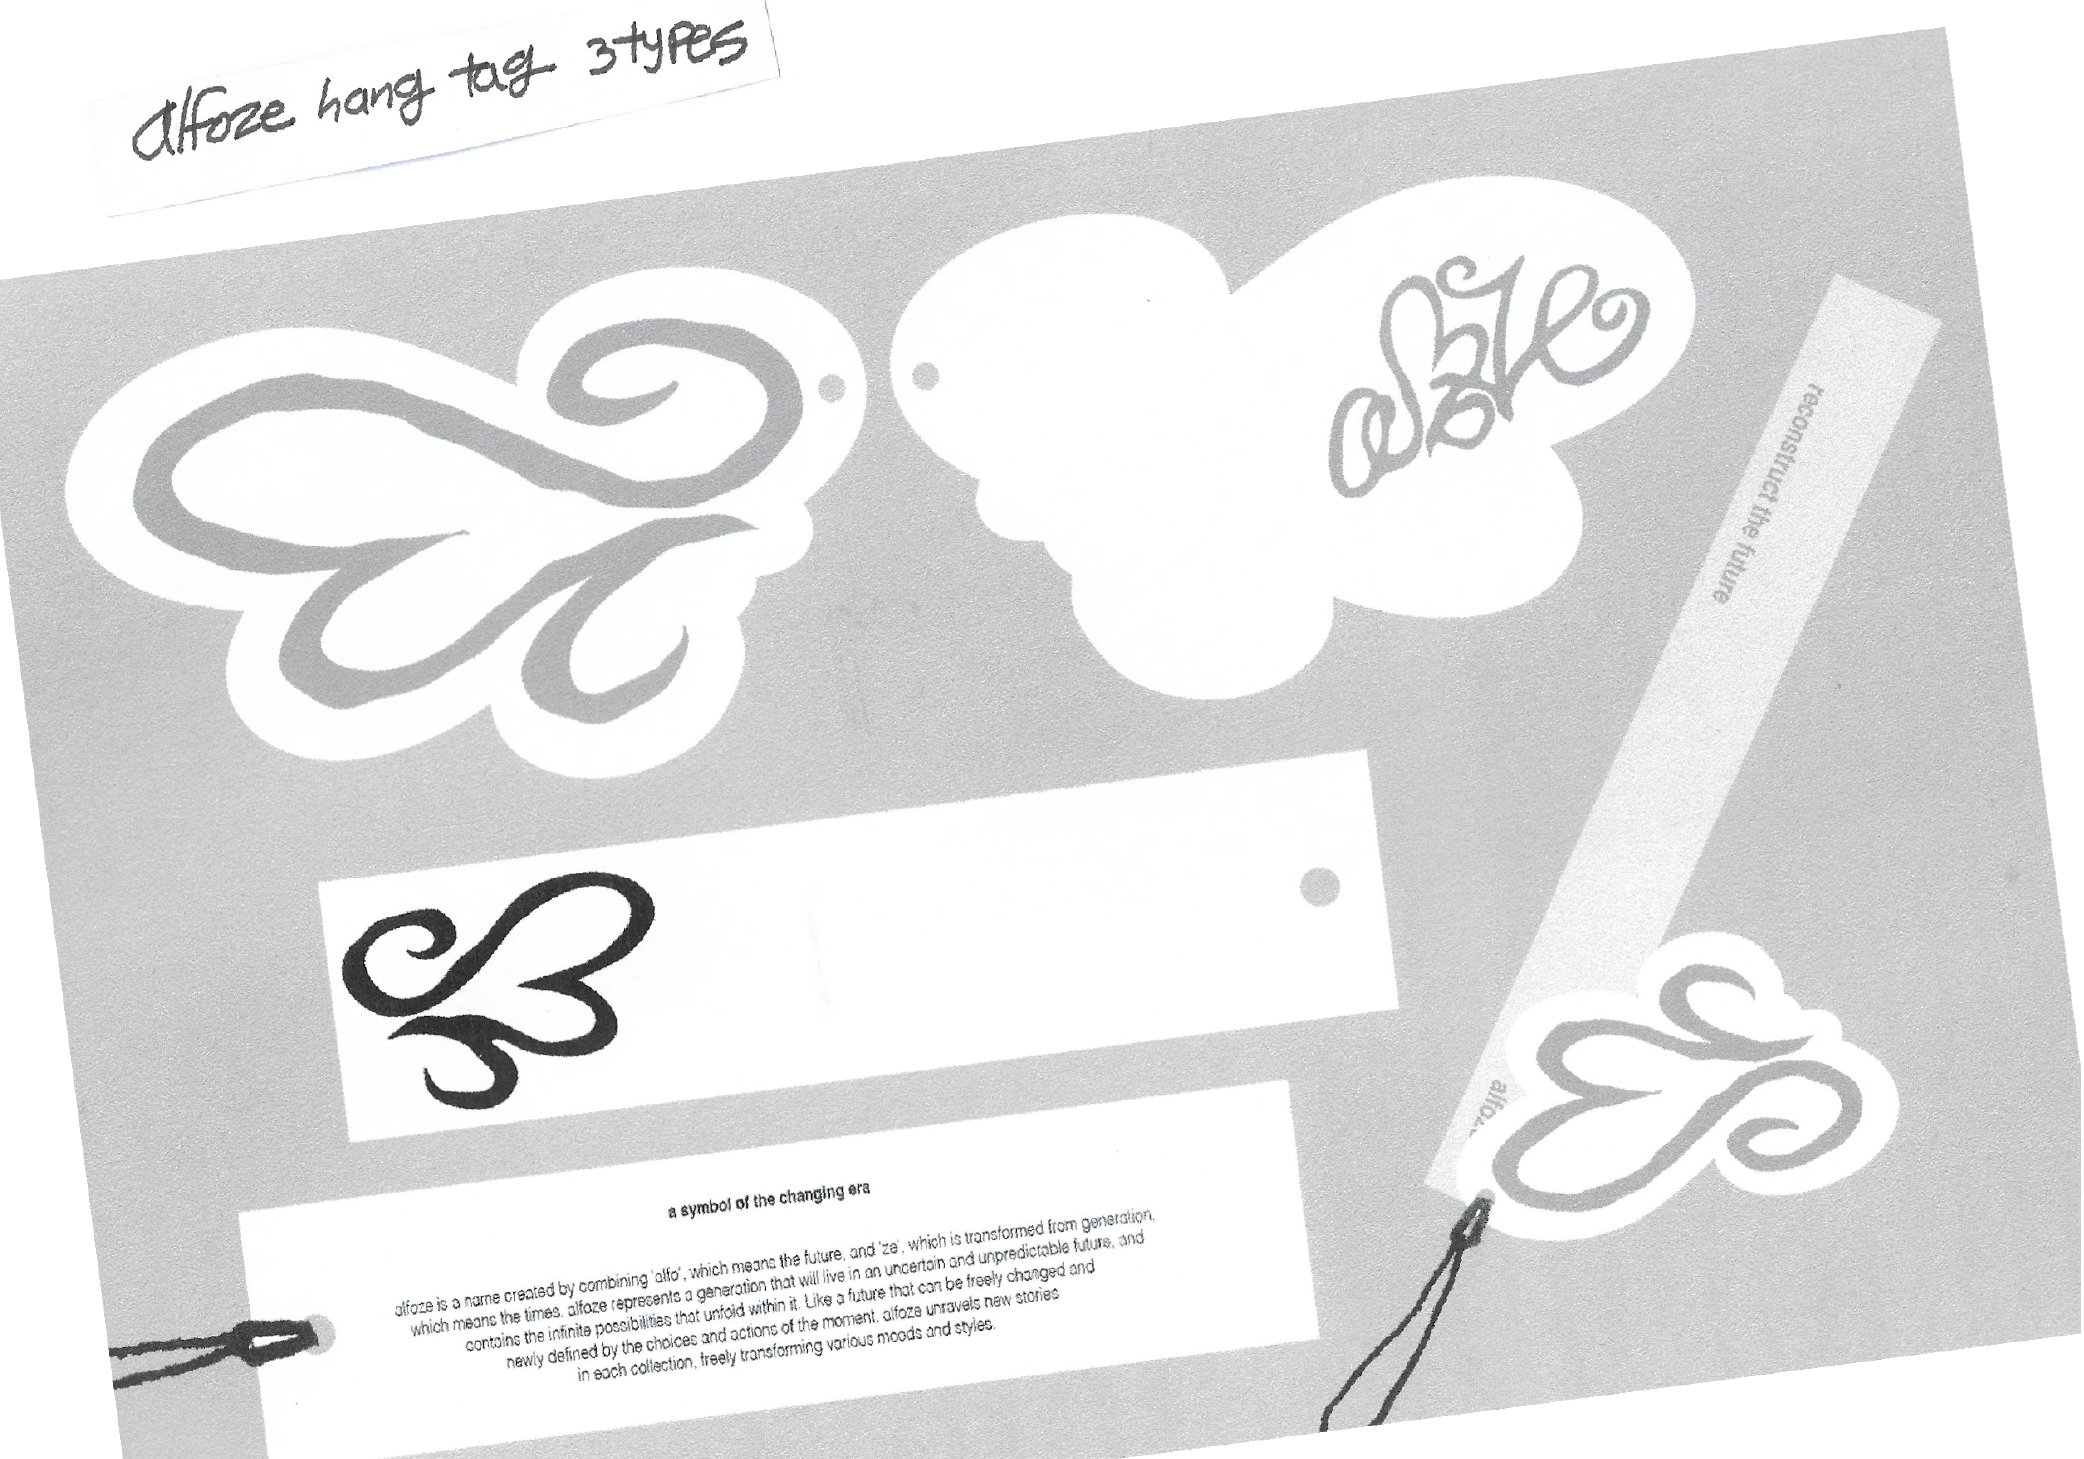 alfoze hang tag 3types
alfoze
reconstruct the future
alfoz
a symbol of the changing era
alfoze is a name created by combining 'alfo', which means the future, and 'ze', which is transformed from generation,
which means the times. alfoze represents a generation that will live in an uncertain and unpredictable future, and
contains the infinite possibilities that unfold within it. Like a future that can be freely changed and
newly defined by the choices and actions of the moment, alfoze unravels new stories
in each collection, freely transforming various moods and styles.